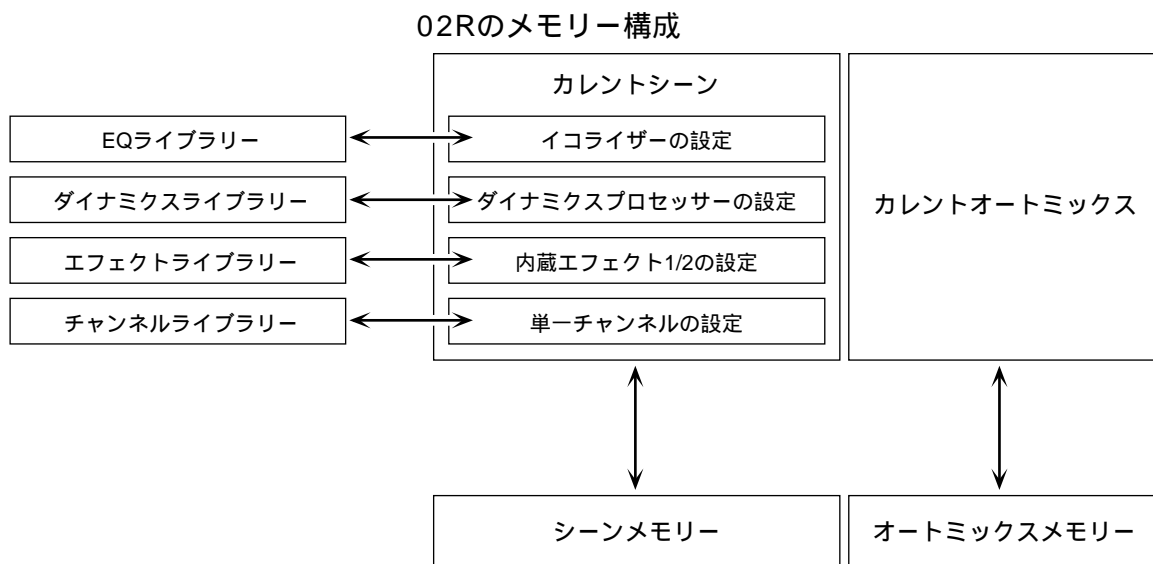 02Rのメモリー構成
カレントシーン
EQライブラリー
イコライザーの設定
ダイナミクスライブラリー
ダイナミクスプロセッサーの設定
カレントオートミックス
エフェクトライブラリー
内蔵エフェクト1/2の設定
チャンネルライブラリー
単一チャンネルの設定
シーンメモリー
オートミックスメモリー